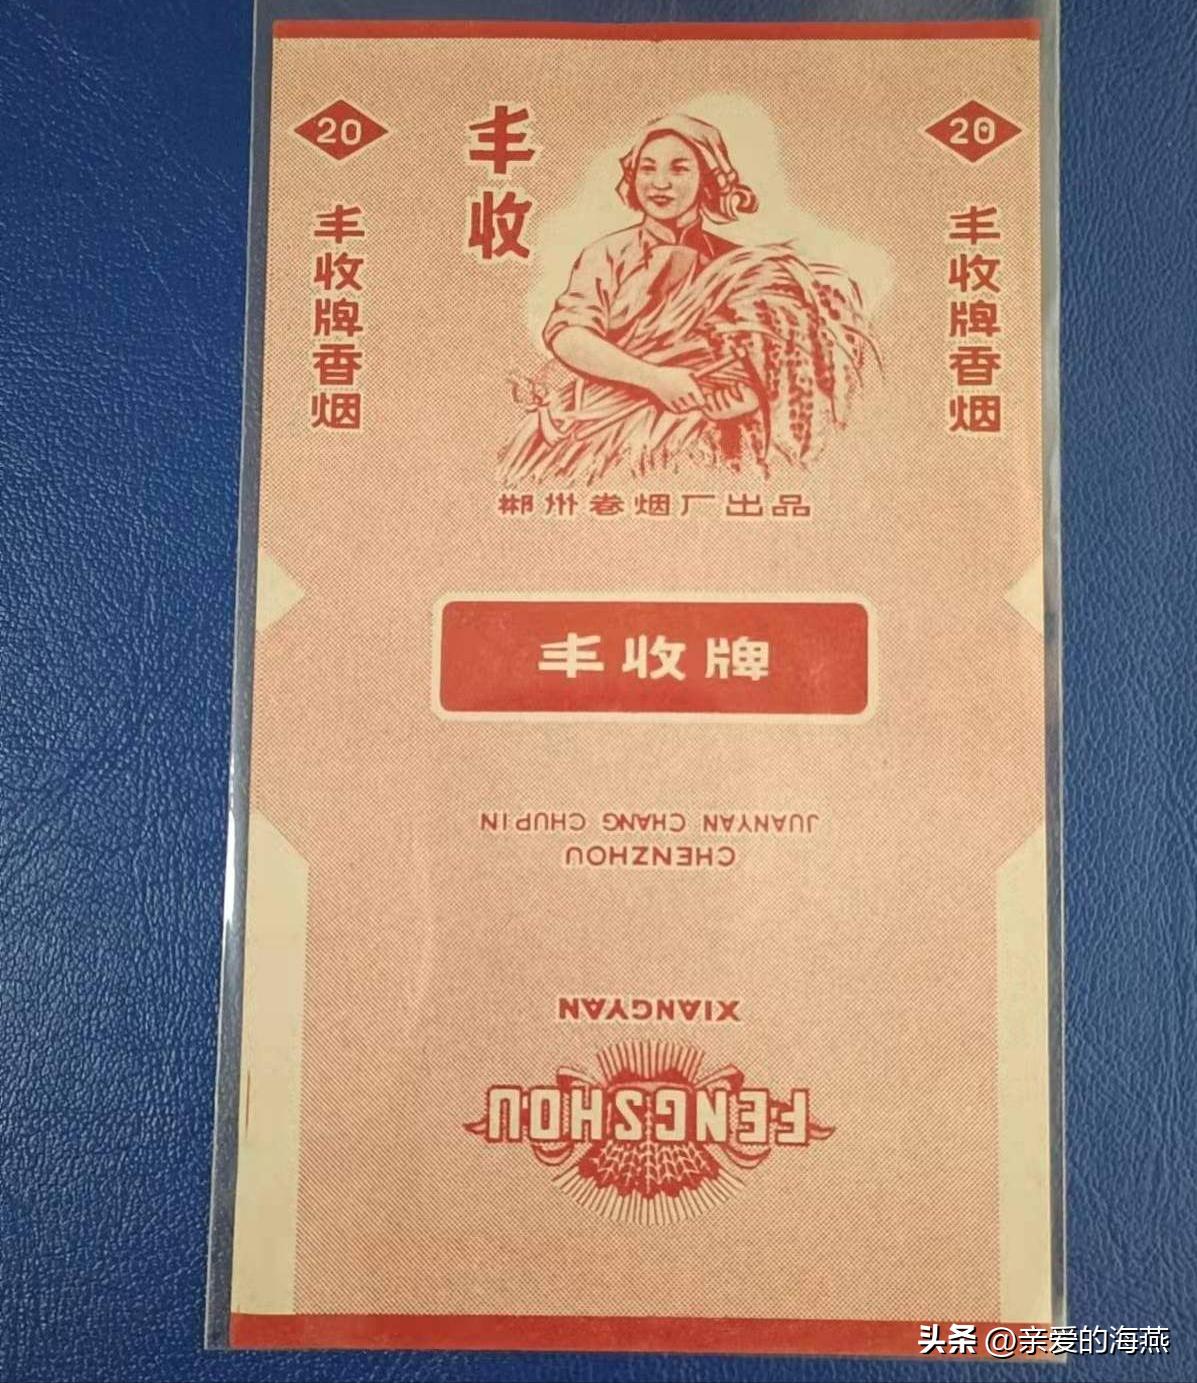 20
丰收牌香烟
丰收
20
丰收牌香烟
郴州卷烟厂出品
丰收牌
CHENZHOU
JUANYAN CHANG CHUPIN
FENGSHOU
XIANGYAN
头条 @亲爱的海燕